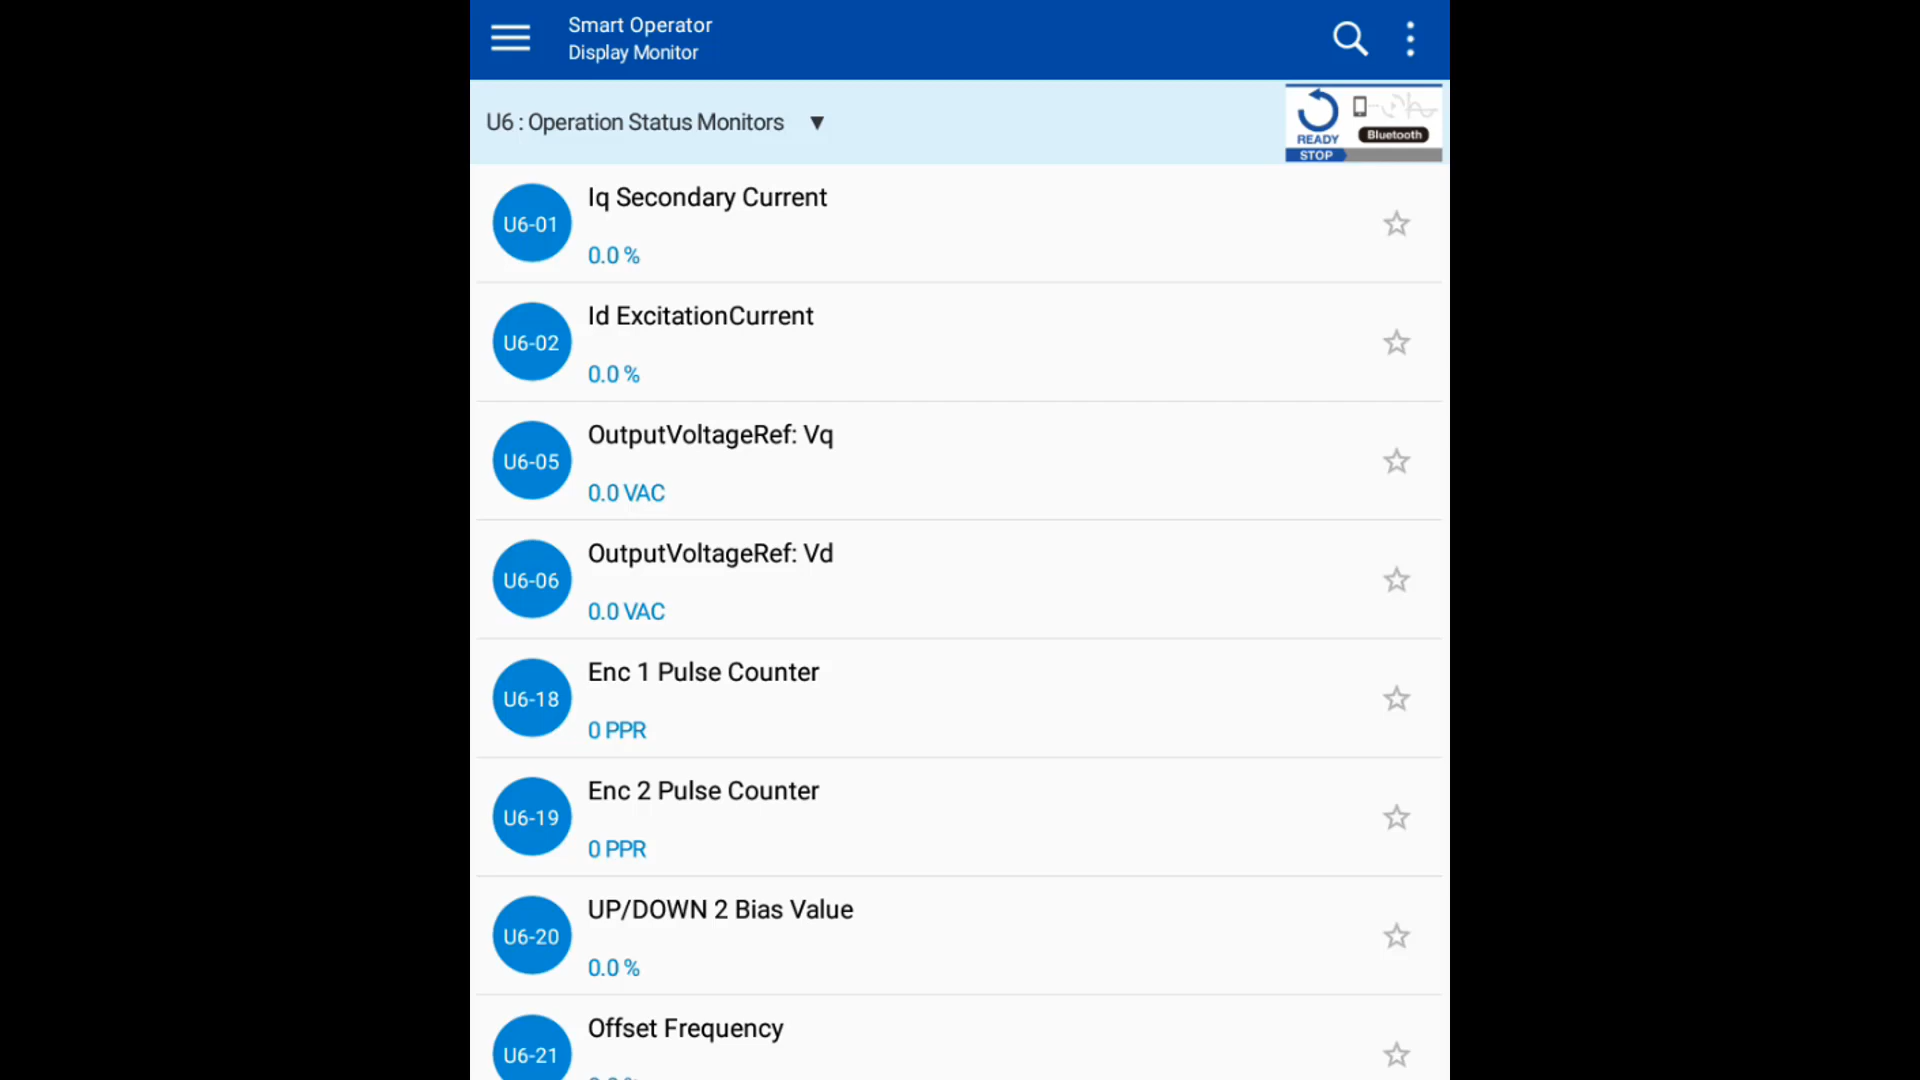 Smart Operator
Display Monitor
U6 : Operation Status Monitors ▼
READY
Bluetooth
STOP
U6-01
Iq Secondary Current
0.0 %
U6-02
Id ExcitationCurrent
0.0 %
U6-05
OutputVoltageRef: Vq
0.0 VAC
U6-06
OutputVoltageRef: Vd
0.0 VAC
U6-18
Enc 1 Pulse Counter
0 PPR
U6-19
Enc 2 Pulse Counter
0 PPR
U6-20
UP/DOWN 2 Bias Value
0.0 %
U6-21
Offset Frequency